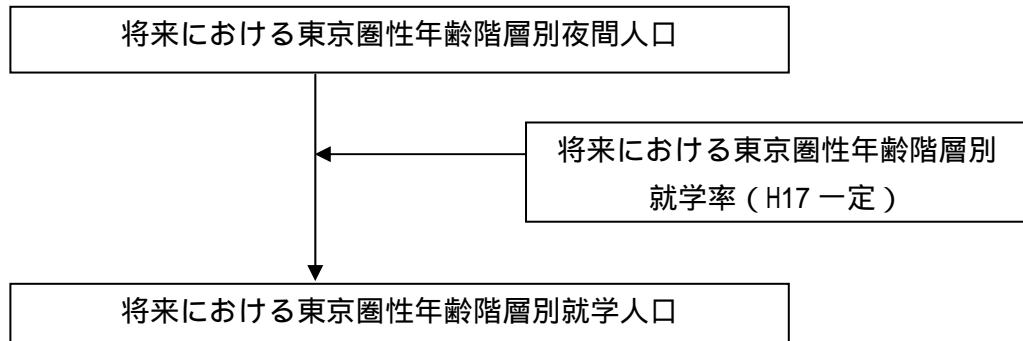 将来における東京圏性年齢階層別夜間人口
将来における東京圏性年齢階層別
就学率（H17 一定）
将来における東京圏性年齢階層別就学人口